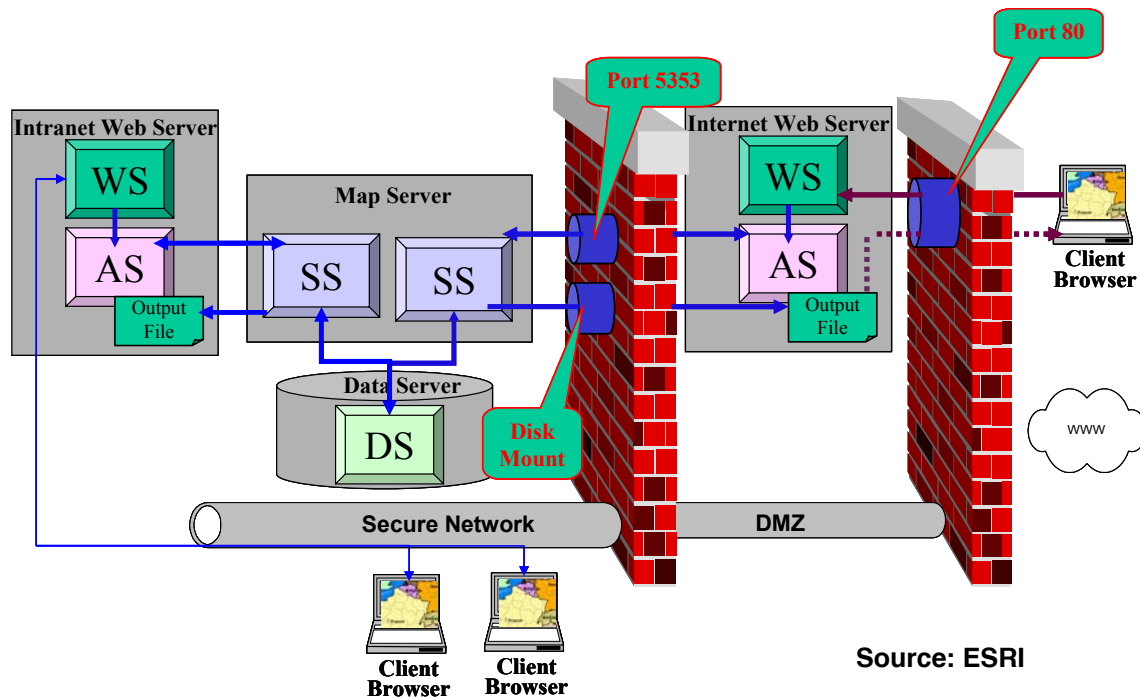 Port 80
Port 5353
Intranet Web Server
WS
AS
Output
File
Map Server
SS
SS
Data Server
DS
Disk
Mount
Internet Web Server
WS
AS
Output
File
Client
Browser
www
Secure Network
DMZ
Client
Browser
Client
Browser
Source: ESRI